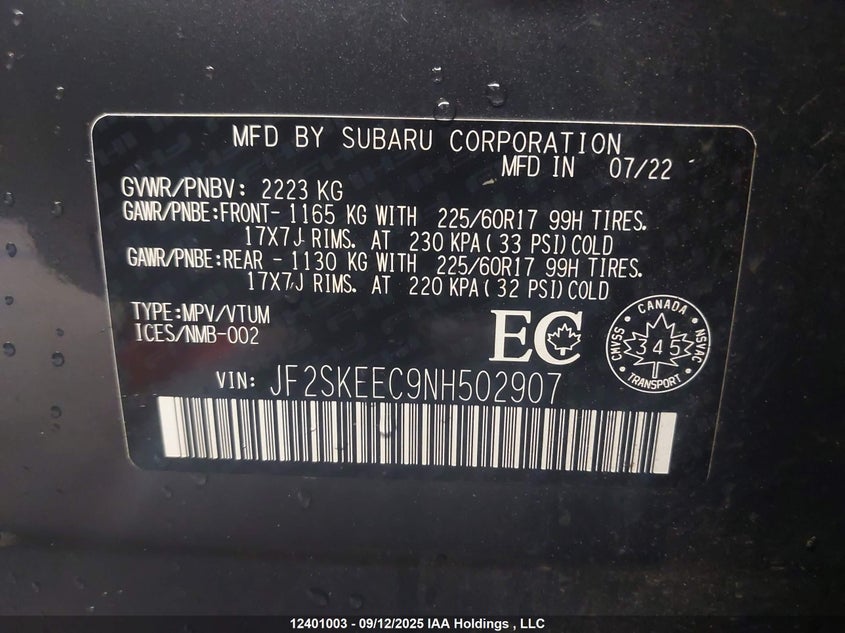 MFD BY SUBARU CORPORATION
MFD IN 07/22
GVWR/PNBV: 2223 KG
GAWR/PNBE:FRONT- 1165 KG WITH 225/60R17 99H TIRES.
17X7J RIMS. AT 230 KPA( 33 PSI)COLD
GAWR/PNBE:REAR - 1130 KG WITH 225/60R17 99H TIRES.
17X7J RIMS. AT 220 KPA( 32 PSI)COLD
TYPE:MPV/VTUM
ICES/NMB-002
EC
CANADA
CMVSS NSVAC
345
TRANSPORT
VIN: JF2SKEEC9NH502907
12401003 - 09/12/2025 IAA Holdings , LLC